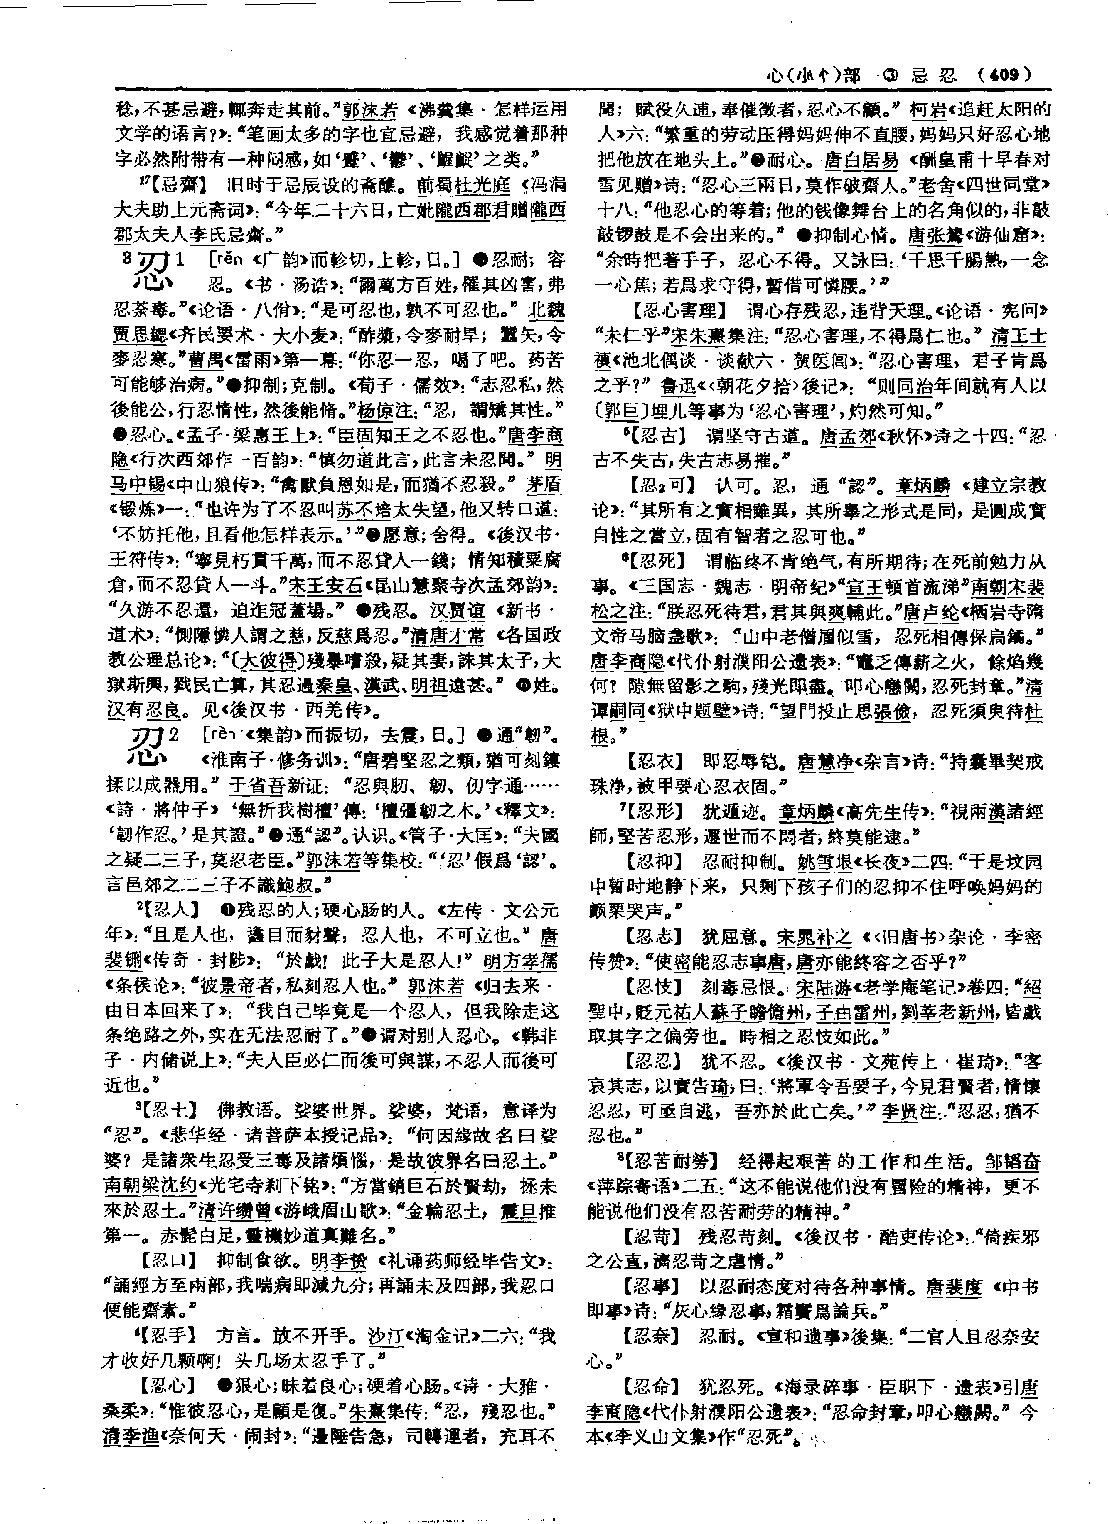 心(小⺗)部 ③ 忌 忍 (409)
稔，不甚忌避，輒奔走其前。”郭沫若《沸羹集·怎样运用
文学的语言？》：“笔画太多的字也宜忌避，我感觉着那种
字必然附带有一种闷感，如‘龌’、‘鬱’、‘龃龉’之类。”
17【忌齋】 旧时于忌辰设的斋醮。前蜀杜光庭《冯涓
大夫助上元斋词》：“今年二十六日，亡妣隴西郡君贈隴西
郡太夫人李氏忌齋。”
3忍1 [rěn 《广韵》而軫切，上軫，日。]❶忍耐；容
忍。《书·汤诰》：“爾萬方百姓，罹其凶害，弗
忍荼毒。”《论语·八佾》：“是可忍也，孰不可忍也。” 北魏
贾思勰《齐民要术·大小麦》：“酢漿，令麥耐旱；蠶矢，令
麥忍寒。”曹禺《雷雨》第一幕：“你忍一忍，喝了吧。药苦
可能够治病。”❷抑制；克制。《荀子·儒效》：“志忍私，然
後能公，行忍情性，然後能脩。”杨倞注：“忍，謂矯其性。”
❸忍心。《孟子·梁惠王上》：“臣固知王之不忍也。”唐李商
隐《行次西郊作一百韵》：“慎勿道此言，此言未忍聞。” 明
马中锡《中山狼传》：“禽獸負恩如是，而猶不忍殺。” 茅盾
《锻炼》一：“也许为了不忍叫苏不培太失望，他又转口道：
‘不妨托他，且看他怎样表示。’”❹愿意；舍得。《後汉书·
王符传》：“寧見朽貫千萬，而不忍貸人一錢；情知積粟腐
倉，而不忍貸人一斗。”宋王安石《昆山慧聚寺次孟郊韵》：
“久游不忍還，迫迮冠蓋場。” ❺残忍。汉贾谊《新书·
道术》：“惻隱憐人謂之慈，反慈爲忍。”清唐才常《各国政
教公理总论》：“〔大彼得〕殘暴嗜殺，疑其妻，誅其太子，大
獄斯興，戮民亡算，其忍過秦皇、漢武、明祖遠甚。” ❻姓。
汉有忍良。见《後汉书·西羌传》。
忍2 [rèn 《集韵》而振切，去震，日。]❶通“韌”。
《淮南子·修务训》：“唐碧堅忍之類，猶可刻鏤
揉以成器用。” 于省吾新证：“忍與肕、韌、仞字通……
《詩·將仲子》‘無折我樹檀’傳：‘檀彊韌之木。’《釋文》：
‘韌作忍。’是其證。”❷通“認”。认识。《管子·大匡》：“夫國
之疑二三子，莫忍老臣。”郭沫若等集校：“‘忍’假爲‘認’。
言邑郊之二三子不識鮑叔。”
2【忍人】 ❶残忍的人；硬心肠的人。《左传·文公元
年》：“且是人也，蠭目而豺聲，忍人也，不可立也。” 唐
裴铏《传奇·封陟》：“於戲！此子大是忍人！” 明方孝孺
《条侯论》：“彼景帝者，私刻忍人也。” 郭沫若《归去来·
由日本回来了》：“我自己毕竟是一个忍人，但我除走这
条绝路之外，实在无法忍耐了。”❷谓对别人忍心。《韩非
子·内储说上》：“夫人臣必仁而後可與謀，不忍人而後可
近也。”
3【忍土】 佛教语。娑婆世界。娑婆，梵语，意译为
“忍”。《悲华经·诸菩萨本授记品》：“何因緣故名曰娑
婆？是諸衆生忍受三毒及諸煩惱，是故彼界名曰忍土。”
南朝梁沈约《光宅寺刹下铭》：“方當銷巨石於賢劫，拯未
來於忍土。”清许缵曾《游峨眉山歌》：“金輪忍土，震旦推
第一。赤髭白足，靈機妙道真難名。”
【忍口】 抑制食欲。明李贽《礼诵药师经毕告文》：
“誦經方至兩部，我喘病即減九分；再誦未及四部，我忍口
便能齋素。”
4【忍手】 方言。放不开手。沙汀《淘金记》二六：“我
才收好几颗啊！头几场太忍手了。”
【忍心】 ❶狠心；昧着良心；硬着心肠。《诗·大雅·
桑柔》：“惟彼忍心，是顧是復。”朱熹集传：“忍，殘忍也。”
清李渔《奈何天·闹封》：“邊陲告急，司轉運者，充耳不
聞；賦役久逋，奉催徵者，忍心不顧。” 柯岩《追赶太阳的
人》六：“繁重的劳动压得妈妈伸不直腰，妈妈只好忍心地
把他放在地头上。”❷耐心。唐白居易《酬皇甫十早春对
雪见赠》诗：“忍心三兩日，莫作破齋人。”老舍《四世同堂》
十八：“他忍心的等着；他的钱像舞台上的名角似的，非敲
敲锣鼓是不会出来的。” ❸抑制心情。唐张鷟《游仙窟》：
“余時把着手子，忍心不得。又詠曰：‘千思千腸熱，一念
一心焦；若爲求守得，暫借可憐腰。’”
【忍心害理】 谓心存残忍，违背天理。《论语·宪问》
“未仁乎”宋朱熹集注：“忍心害理，不得爲仁也。” 清王士
禛《池北偶谈·谈献六·贺医闾》：“忍心害理，君子肯爲
之乎？” 鲁迅《〈朝花夕拾〉後记》：“则同治年间就有人以
〔郭巨〕埋儿等事为‘忍心害理’，灼然可知。”
5【忍古】 谓坚守古道。唐孟郊《秋怀》诗之十四：“忍
古不失古，失古志易摧。”
【忍2可】 认可。忍，通“認”。章炳麟《建立宗教
论》：“其所有之實相雖異，其所舉之形式是同，是圓成實
自性之當立，固有智者之忍可也。”
6【忍死】 谓临终不肯绝气，有所期待；在死前勉力从
事。《三国志·魏志·明帝纪》“宣王頓首流涕”南朝宋裴
松之注：“朕忍死待君，君其與爽輔此。”唐卢纶《栖岩寺隋
文帝马脑盏歌》：“山中老僧眉似雪，忍死相傳保扃鐍。”
唐李商隐《代仆射濮阳公遗表》：“竈乏傳薪之火，餘焰幾
何？隙無留影之駒，殘光即盡。叩心戀闕，忍死封章。”清
谭嗣同《狱中题壁》诗：“望門投止思張儉，忍死須臾待杜
根。”
【忍衣】 即忍辱铠。唐慧净《杂言》诗：“持囊畢契戒
珠净，被甲要心忍衣固。”
7【忍形】 犹遁迹。章炳麟《高先生传》：“視兩漢諸經
師，堅苦忍形，遯世而不悶者，終莫能逮。”
【忍抑】 忍耐抑制。姚雪垠《长夜》二四：“于是坟园
中暂时地静下来，只剩下孩子们的忍抑不住呼唤妈妈的
颤栗哭声。”
【忍志】 犹屈意。宋晁补之《〈旧唐书〉杂论·李密
传赞》：“使密能忍志事唐，唐亦能終容之否乎？”
【忍忮】 刻毒忌恨。宋陆游《老学庵笔记》卷四：“紹
聖中，貶元祐人蘇子瞻儋州，子由雷州，劉莘老新州，皆戲
取其字之偏旁也。時相之忍忮如此。”
【忍忍】 犹不忍。《後汉书·文苑传上·崔琦》：“客
哀其志，以實告琦，曰：‘將軍令吾要子，今見君賢者，情懷
忍忍，可亟自逃，吾亦於此亡矣。’”李贤注：“忍忍，猶不
忍也。”
8【忍苦耐勞】 经得起艰苦的工作和生活。邹韬奋
《萍踪寄语》二五：“这不能说他们没有冒险的精神，更不
能说他们没有忍苦耐劳的精神。”
【忍苛】 残忍苛刻。《後汉书·酷吏传论》：“倚疾邪
之公直，濟忍苛之虐情。”
【忍事】 以忍耐态度对待各种事情。唐裴度《中书
即事》诗：“灰心緣忍事，霜鬢爲論兵。”
【忍奈】 忍耐。《宣和遗事》後集：“二官人且忍奈安
心。”
【忍命】 犹忍死。《海录碎事·臣职下·遗表》引唐
李商隐《代仆射濮阳公遗表》：“忍命封章，叩心戀闕。” 今
本《李义山文集》作“忍死”。